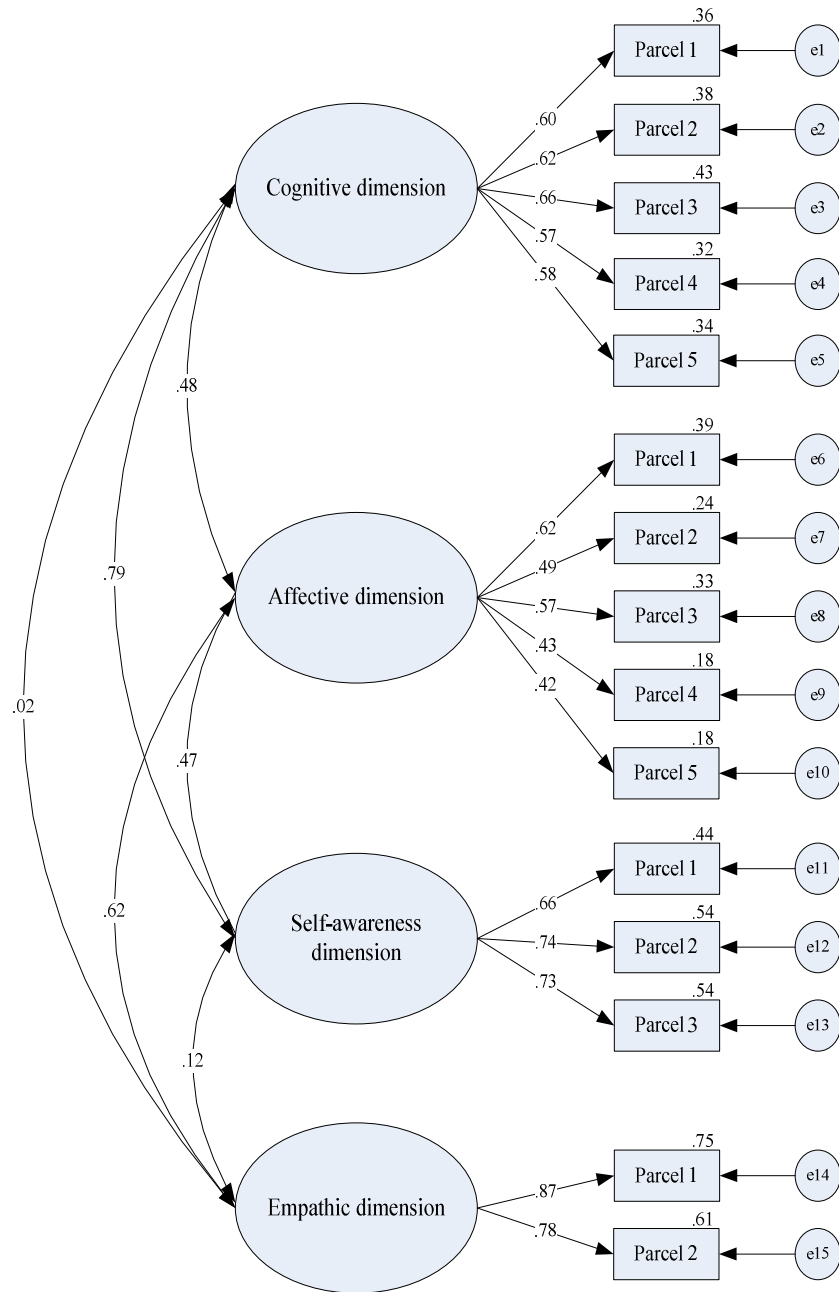 .36
Parcel 1
e1
.60
.38
Parcel 2
e2
.62
Cognitive dimension
.43
Parcel 3
e3
.66
.57
.32
Parcel 4
e4
.58
.34
Parcel 5
e5
.48
.39
Parcel 1
e6
.62
.24
Parcel 2
e7
.49
.79
Affective dimension
.33
Parcel 3
e8
.57
.43
.18
Parcel 4
e9
.42
.02
.18
Parcel 5
e10
.47
.44
Parcel 1
e11
.66
.62
Self-awareness
dimension
.54
Parcel 2
e12
.74
.73
.54
Parcel 3
e13
.12
.75
Parcel 1
e14
.87
Empathic dimension
.78
.61
Parcel 2
e15